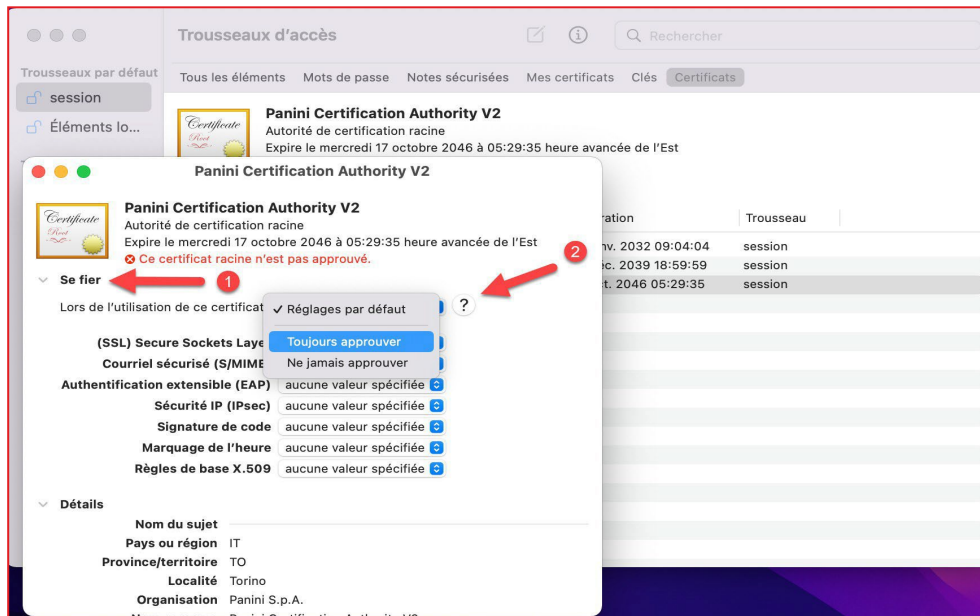 Trousseaux d'accès
Rechercher
Trousseaux par défaut
session
Éléments lo...
Tous les éléments Mots de passe Notes sécurisées Mes certificats Clés Certificats
Certificate
Root
Panini Certification Authority V2
Autorité de certification racine
Expire le mercredi 17 octobre 2046 à 05:29:35 heure avancée de l'Est
ration Trousseau
nv. 2032 09:04:04 session
éc. 2039 18:59:59 session
ct. 2046 05:29:35 session
Panini Certification Authority V2
Certificate
Root
Panini Certification Authority V2
Autorité de certification racine
Expire le mercredi 17 octobre 2046 à 05:29:35 heure avancée de l'Est
Ce certificat racine n'est pas approuvé.
2
Se fier
1
Lors de l'utilisation de ce certificat
✓ Réglages par défaut
?
Toujours approuver
Ne jamais approuver
(SSL) Secure Sockets Laye
Courriel sécurisé (S/MIME
Authentification extensible (EAP) aucune valeur spécifiée
Sécurité IP (IPsec) aucune valeur spécifiée
Signature de code aucune valeur spécifiée
Marquage de l'heure aucune valeur spécifiée
Règles de base X.509 aucune valeur spécifiée
Détails
Nom du sujet
Pays ou région IT
Province/territoire TO
Localité Torino
Organisation Panini S.p.A.